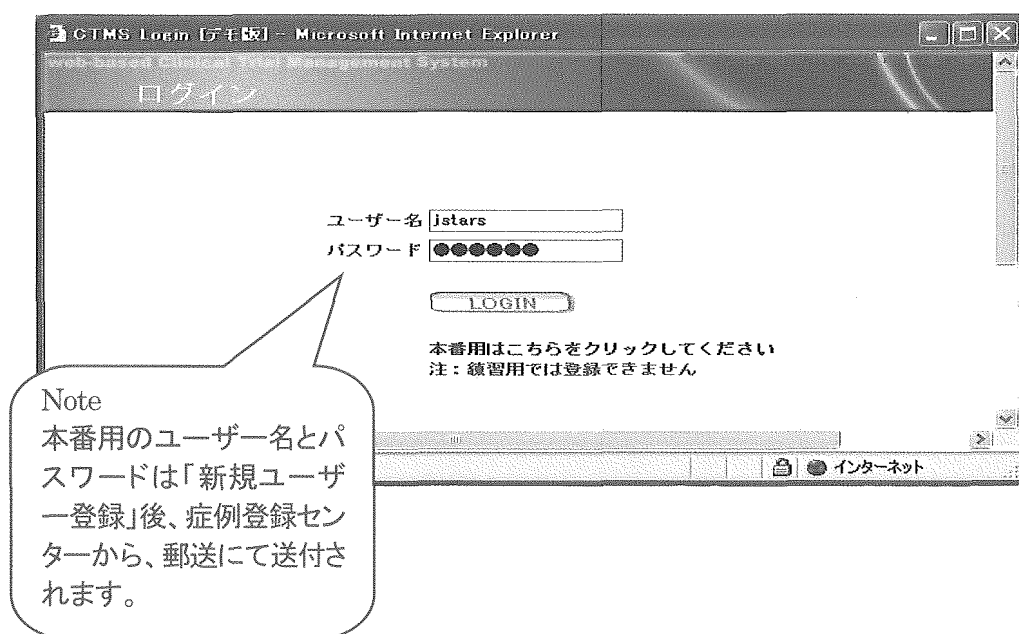 CTMS Login [デモ版] - Microsoft Internet Explorer
web-based Clinical Trial Management System
ログイン
ユーザー名 jstars
パスワード ●●●●●●
LOGIN
本番用はこちらをクリックしてください
注：練習用では登録できません
Note
本番用のユーザー名とパ
スワードは「新規ユーザ
ー登録」後、症例登録セン
ターから、郵送にて送付さ
れます。
インターネット